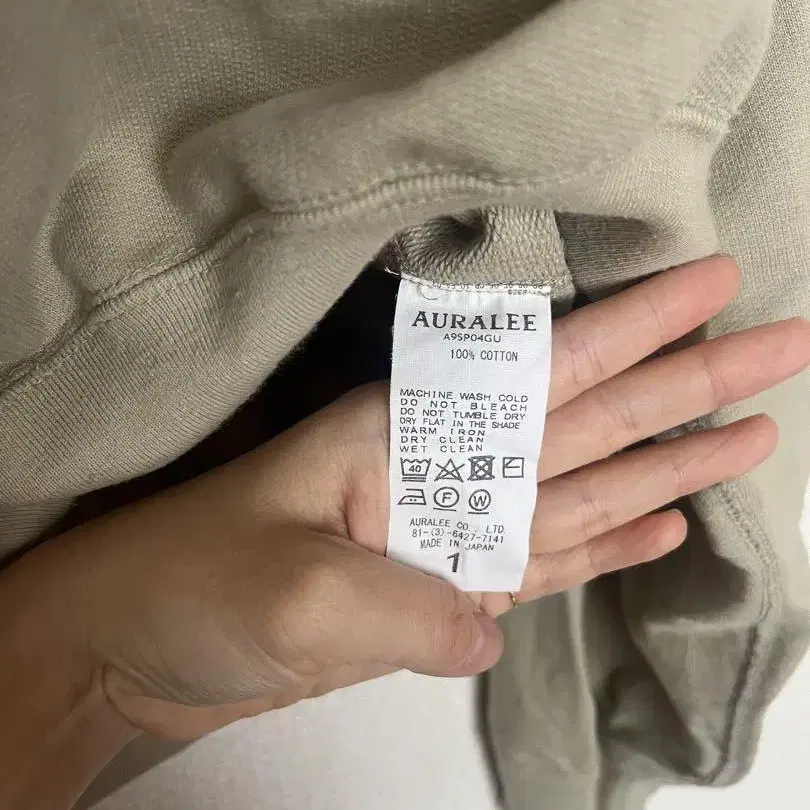 AURALEE
A9SP04GU
100% COTTON
MACHINE WASH COLD
DO NOT BLEACH
DO NOT TUMBLE DRY
DRY FLAT IN THE SHADE
WARM IRON
DRY CLEAN
WET CLEAN
40
F
W
AURALEE CO., LTD.
81-(3)-6427-7141
MADE IN JAPAN
1